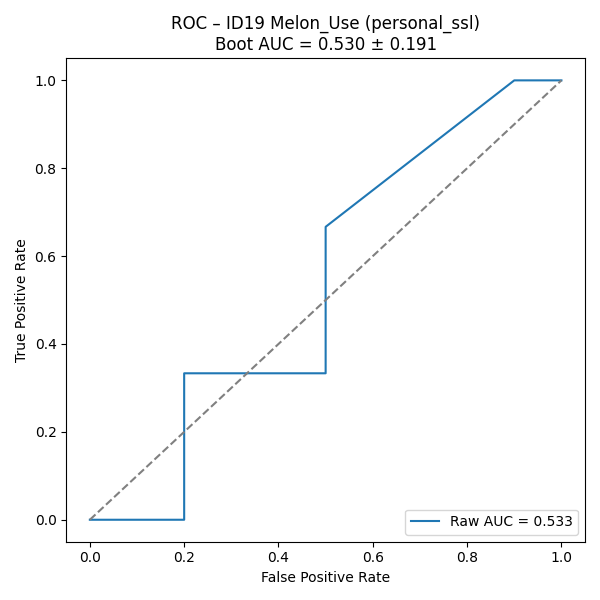 ROC – ID19 Melon_Use (personal_ssl)
Boot AUC = 0.530 ± 0.191
1.0
0.8
0.6
0.4
0.2
0.0
True Positive Rate
Raw AUC = 0.533
0.0 0.2 0.4 0.6 0.8 1.0
False Positive Rate